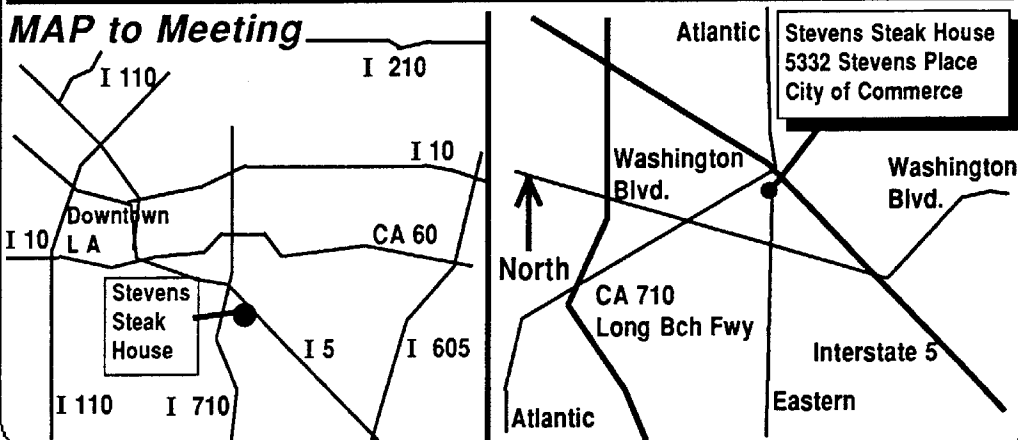 MAP to Meeting
I 110
I 210
I 10
Downtown
L A
I 10
CA 60
Stevens
Steak
House
I 5
I 605
I 110
I 710
Atlantic
Stevens Steak House
5332 Stevens Place
City of Commerce
Washington
Blvd.
Washington
Blvd.
North
CA 710
Long Bch Fwy
Interstate 5
Atlantic
Eastern